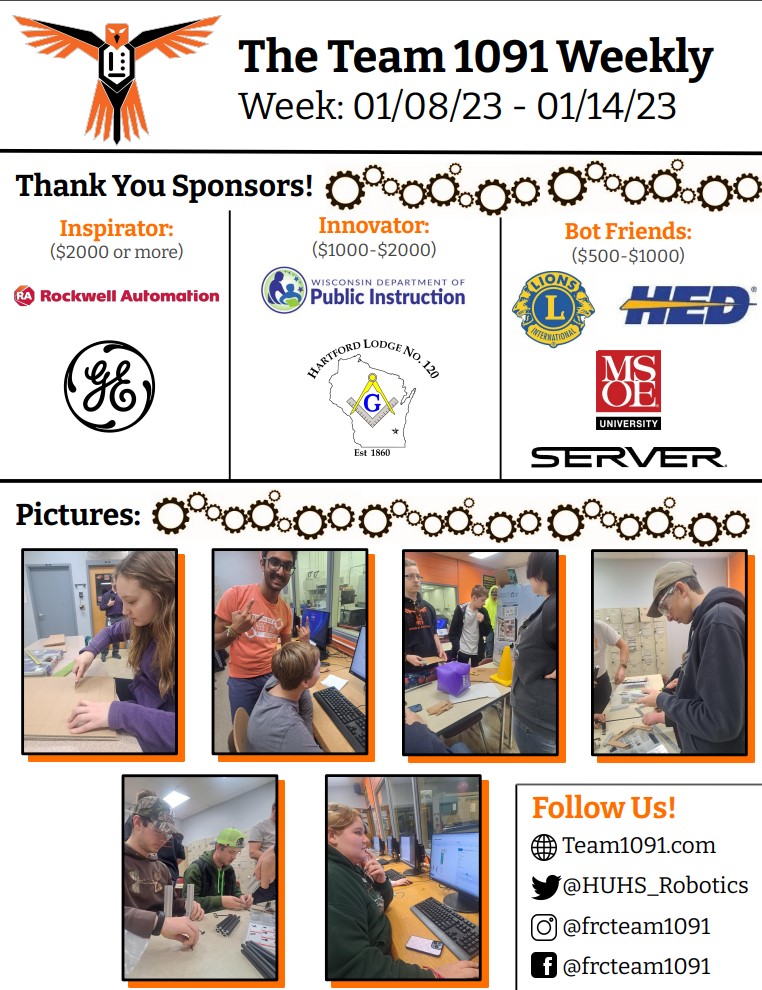 The Team 1091 Weekly
Week: 01/08/23 - 01/14/23
Thank You Sponsors!
Inspirator:
($2000 or more)
RA Rockwell Automation
GE
Innovator:
($1000-$2000)
WISCONSIN DEPARTMENT OF
Public Instruction
HARTFORD LODGE NO. 120
G
Est 1860
Bot Friends:
($500-$1000)
LIONS
L
INTERNATIONAL
HED®
MS
OE
UNIVERSITY
SERVER
Pictures:
Follow Us!
Team1091.com
@HUHS_Robotics
@frcteam1091
@frcteam1091